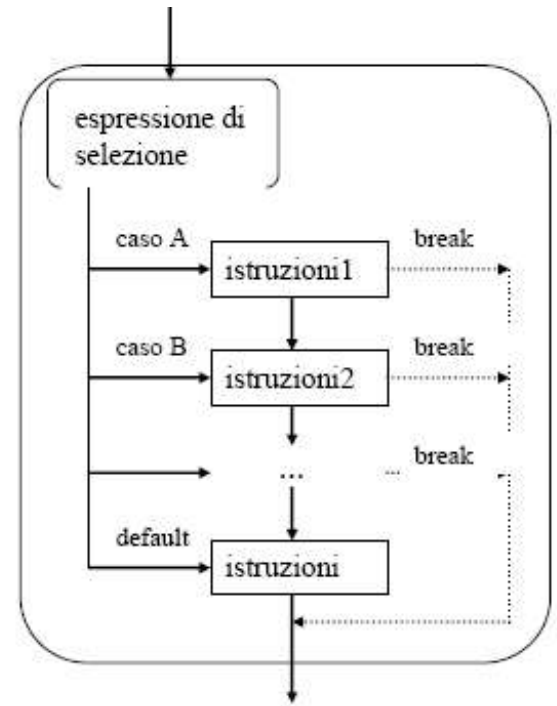 espressione di
selezione
caso A
istruzioni1
break
caso B
istruzioni2
break
...
... break
default
istruzioni